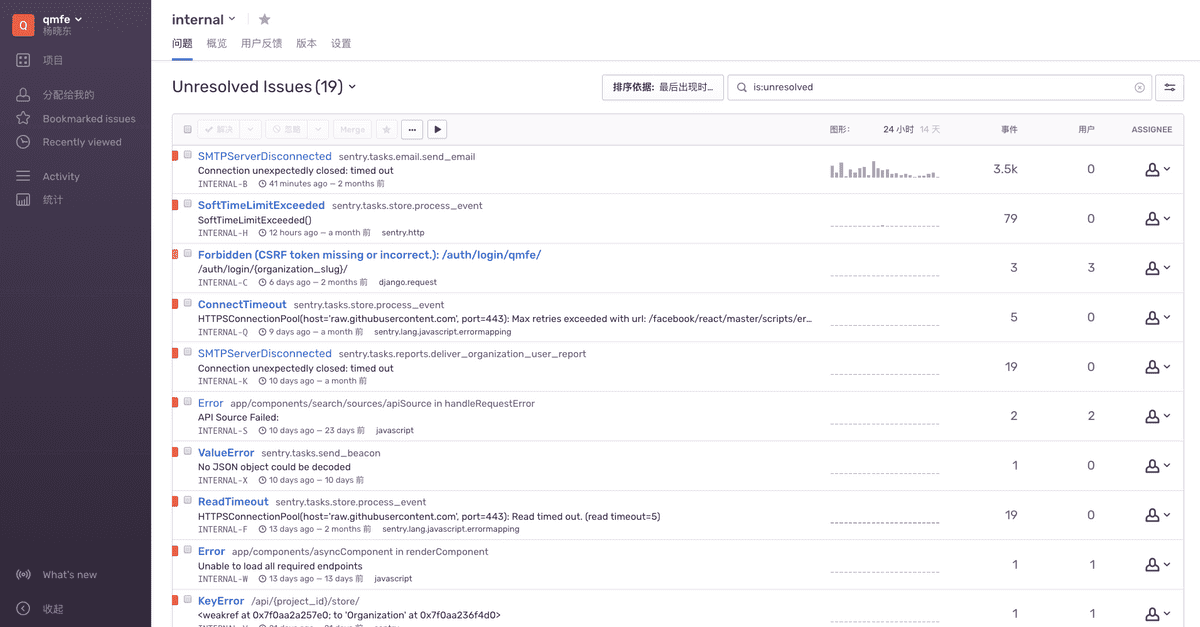 Q
qmfe
杨晓东
项目
分配给我的
Bookmarked issues
Recently viewed
Activity
统计
What's new
收起
internal
问题 概览 用户反馈 版本 设置
Unresolved Issues (19)
排序依据: 最后出现时...
is:unresolved
解决 忽略 Merge
图形: 24 小时 14 天 事件 用户 ASSIGNEE
SMTPServerDisconnected sentry.tasks.email.send_email
Connection unexpectedly closed: timed out
INTERNAL-B 41 minutes ago — 2 months 前
3.5k 0
SoftTimeLimitExceeded sentry.tasks.store.process_event
SoftTimeLimitExceeded()
INTERNAL-H 12 hours ago — a month 前 sentry.http
79 0
Forbidden (CSRF token missing or incorrect.): /auth/login/qmfe/
/auth/login/{organization_slug}/
INTERNAL-C 6 days ago — 2 months 前 django.request
3 3
ConnectTimeout sentry.tasks.store.process_event
HTTPSConnectionPool(host='raw.githubusercontent.com', port=443): Max retries exceeded with url: /facebook/react/master/scripts/er...
INTERNAL-Q 9 days ago — a month 前 sentry.lang.javascript.errormapping
5 0
SMTPServerDisconnected sentry.tasks.reports.deliver_organization_user_report
Connection unexpectedly closed: timed out
INTERNAL-K 10 days ago — a month 前
19 0
Error app/components/search/sources/apiSource in handleRequestError
API Source Failed:
INTERNAL-S 10 days ago — 23 days 前 javascript
2 2
ValueError sentry.tasks.send_beacon
No JSON object could be decoded
INTERNAL-X 10 days ago — 10 days 前
1 0
ReadTimeout sentry.tasks.store.process_event
HTTPSConnectionPool(host='raw.githubusercontent.com', port=443): Read timed out. (read timeout=5)
INTERNAL-F 13 days ago — 2 months 前 sentry.lang.javascript.errormapping
19 0
Error app/components/asyncComponent in renderComponent
Unable to load all required endpoints
INTERNAL-W 13 days ago — 13 days 前 javascript
1 1
KeyError /api/{project_id}/store/
<weakref at 0x7f0aa2a257e0; to 'Organization' at 0x7f0aa236f4d0>
1 1